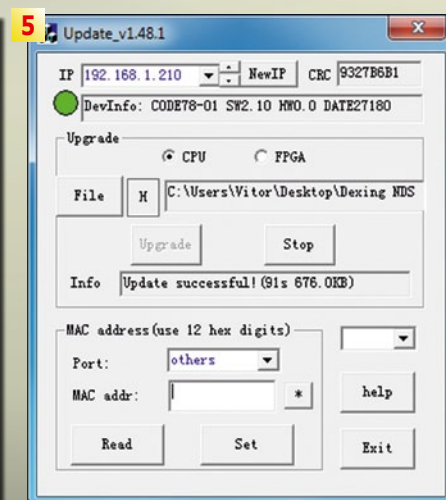 5
Update_v1.48.1
IP 192.168.1.210 NewIP CRC 9327B6B1
DevInfo: CODE78-01 SW2.10 HW0.0 DATE27180
Upgrade
CPU FPGA
File M C:\Users\Vitor\Desktop\Dexing NDS
Upgrade Stop
Info Update successful!(91s 676.0KB)
MAC address(use 12 hex digits)
Port: others
MAC addr: *
help
Read Set Exit